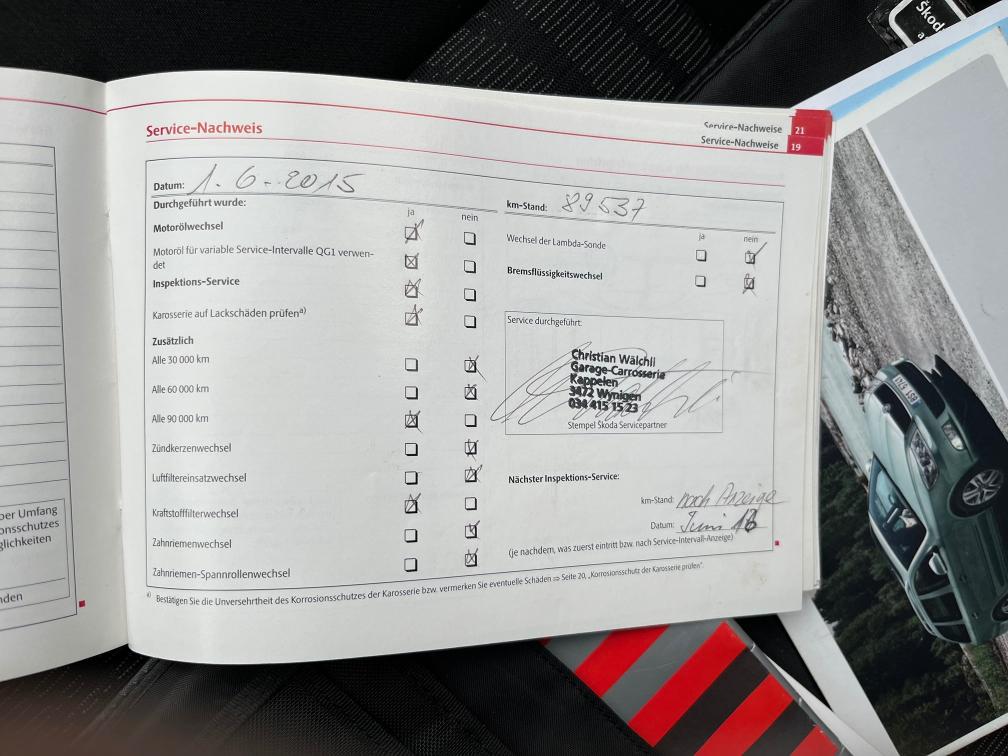 Skoda
Service-Nachweis
Service-Nachweise 21
Service-Nachweise 19
Datum: 1. 6. 2015
km-Stand: 89537
Durchgeführt wurde:
ja nein
Motorölwechsel
Motoröl für variable Service-Intervalle QG1 verwen-
det
Inspektions-Service
Karosserie auf Lackschäden prüfena)
Zusätzlich
Alle 30 000 km
Alle 60 000 km
Alle 90 000 km
Zündkerzenwechsel
Luftfiltereinsatzwechsel
Kraftstofffilterwechsel
Zahnriemenwechsel
Zahnriemen-Spannrollenwechsel
ja nein
Wechsel der Lambda-Sonde
Bremsflüssigkeitswechsel
Service durchgeführt:
Christian Wälchli
Garage-Carrosserie
Kappelen
3472 Wynigen
034 415 15 23
Stempel Škoda Servicepartner
Nächster Inspektions-Service:
km-Stand: nach Anzeige
Datum: Juni 16
(je nachdem, was zuerst eintritt bzw. nach Service-Intervall-Anzeige)
a) Bestätigen Sie die Unversehrtheit des Korrosionsschutzes der Karosserie bzw. vermerken Sie eventuelle Schäden ⇒ Seite 20, „Korrosionsschutz der Karosserie prüfen“.
per Umfang
onsschutzes
glichkeiten
nden